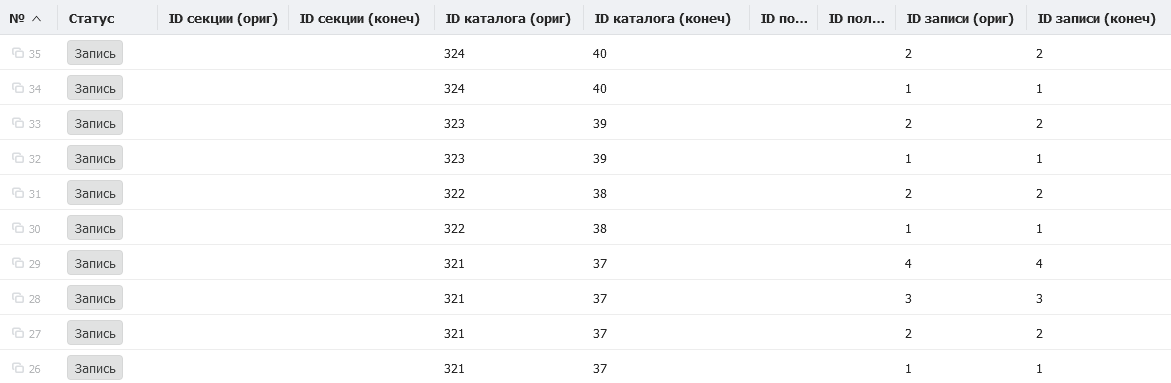 № Статус ID секции (ориг) ID секции (конеч) ID каталога (ориг) ID каталога (конеч) ID по... ID пол... ID записи (ориг) ID записи (конеч)
35 Запись 324 40 2 2
34 Запись 324 40 1 1
33 Запись 323 39 2 2
32 Запись 323 39 1 1
31 Запись 322 38 2 2
30 Запись 322 38 1 1
29 Запись 321 37 4 4
28 Запись 321 37 3 3
27 Запись 321 37 2 2
26 Запись 321 37 1 1